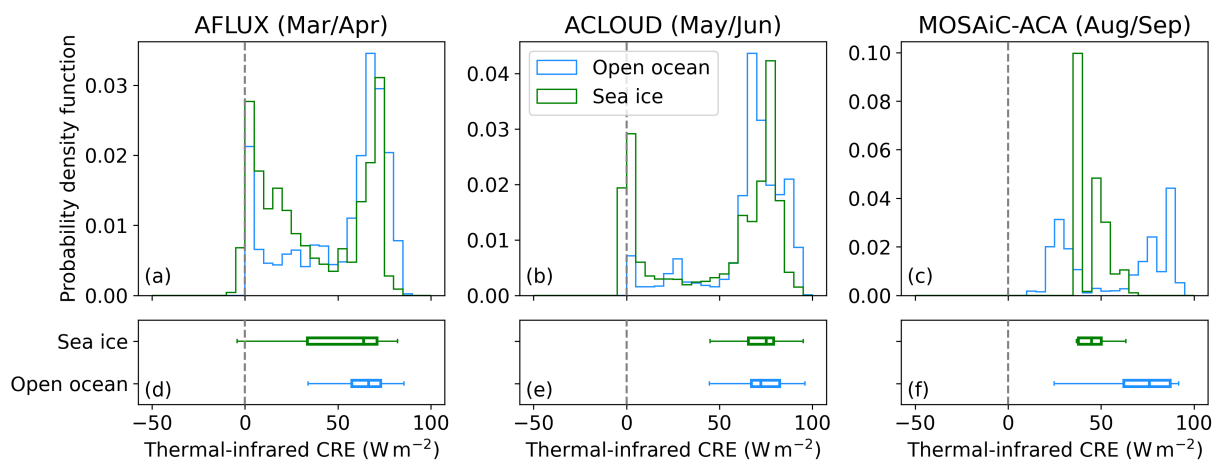 AFLUX (Mar/Apr)
ACLOUD (May/Jun)
MOSAiC-ACA (Aug/Sep)
Probability density function
0.03
0.02
0.01
0.00
(a)
0.04
0.03
0.02
0.01
0.00
Open ocean
Sea ice
(b)
0.10
0.08
0.06
0.04
0.02
0.00
(c)
Sea ice
Open ocean
(d)
(e)
(f)
−50 0 50 100
−50 0 50 100
−50 0 50 100
Thermal-infrared CRE (W m⁻²)
Thermal-infrared CRE (W m⁻²)
Thermal-infrared CRE (W m⁻²)